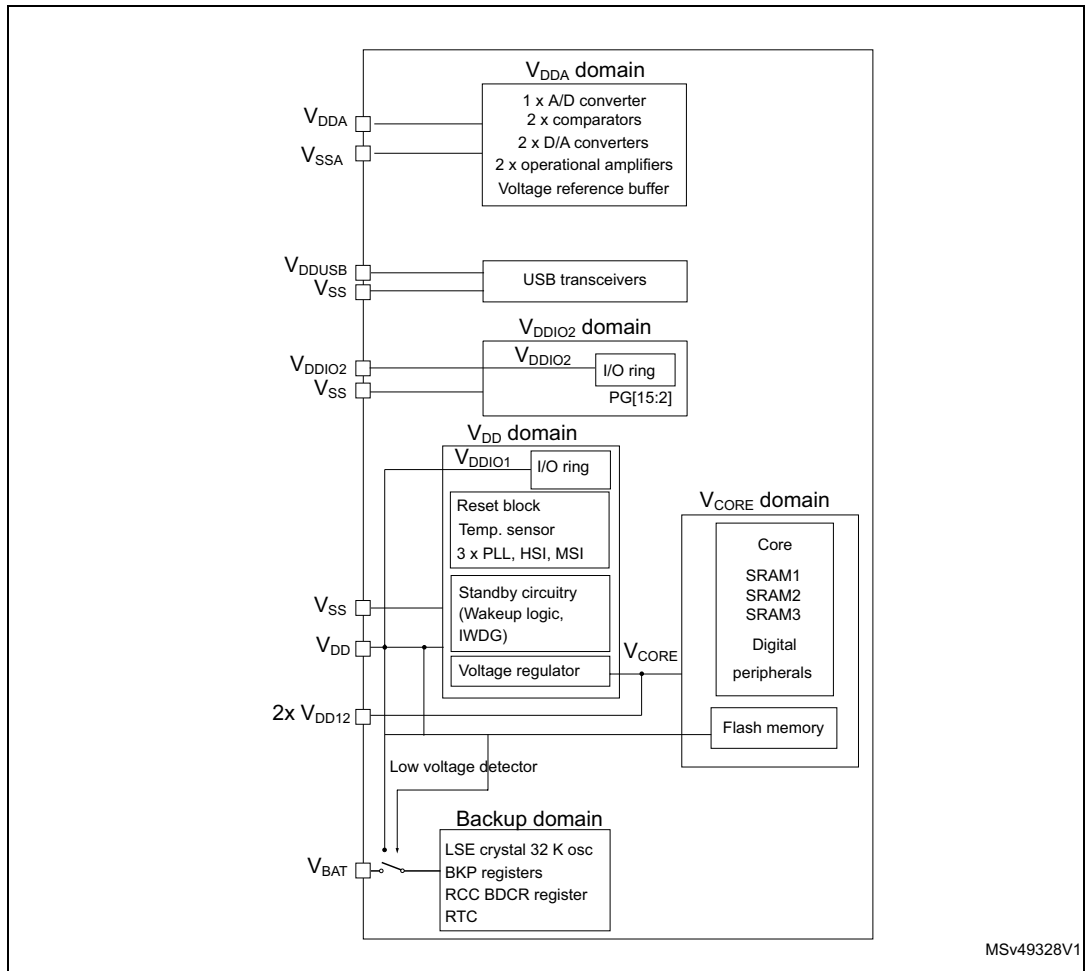 VDDA domain
1 x A/D converter
2 x comparators
2 x D/A converters
2 x operational amplifiers
Voltage reference buffer
VDDA
VSSA
VDDUSB
VSS
USB transceivers
VDDIO2 domain
VDDIO2
VSS
VDDIO2
I/O ring
PG[15:2]
VDD domain
VDDIO1
I/O ring
Reset block
Temp. sensor
3 x PLL, HSI, MSI
Standby circuitry
(Wakeup logic,
IWDG)
Voltage regulator
VSS
VDD
2x VDD12
VCORE
VCORE domain
Core
SRAM1
SRAM2
SRAM3
Digital
peripherals
Flash memory
Low voltage detector
Backup domain
LSE crystal 32 K osc
BKP registers
RCC BDCR register
RTC
VBAT
MSv49328V1